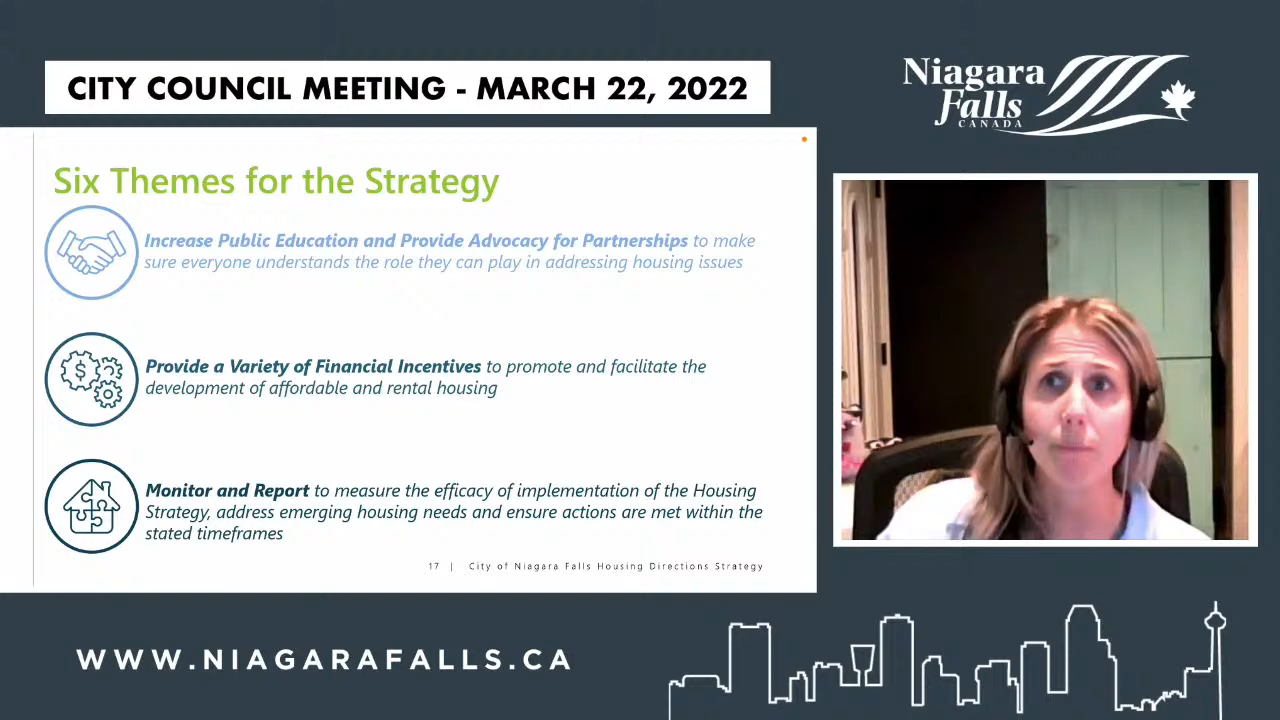 CITY COUNCIL MEETING - MARCH 22, 2022
Niagara
Falls
CANADA
Six Themes for the Strategy
Increase Public Education and Provide Advocacy for Partnerships to make
sure everyone understands the role they can play in addressing housing issues
$
Provide a Variety of Financial Incentives to promote and facilitate the
development of affordable and rental housing
Monitor and Report to measure the efficacy of implementation of the Housing
Strategy, address emerging housing needs and ensure actions are met within the
stated timeframes
17 | City of Niagara Falls Housing Directions Strategy
WWW.NIAGARAFALLS.CA